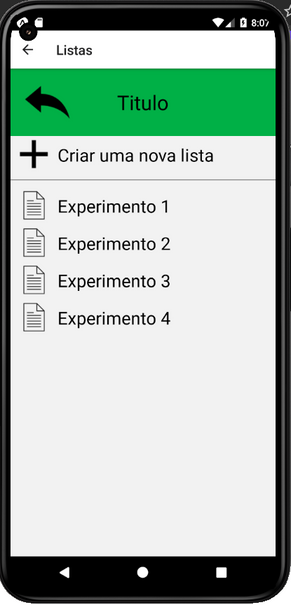 8:07
Listas
Titulo
Criar uma nova lista
Experimento 1
Experimento 2
Experimento 3
Experimento 4